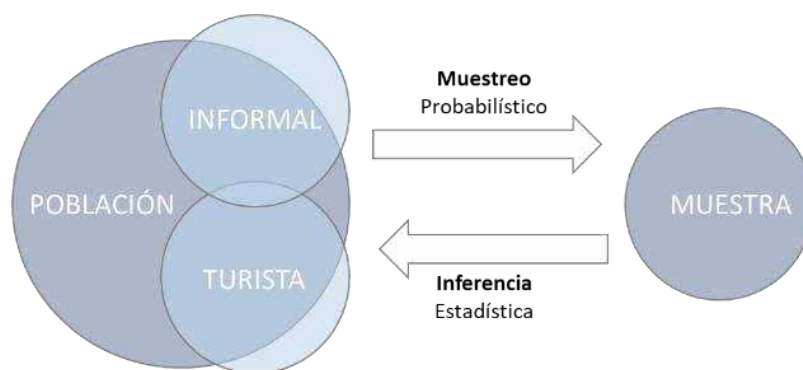 INFORMAL
POBLACIÓN
TURISTA
Muestreo
Probabilístico
Inferencia
Estadística
MUESTRA